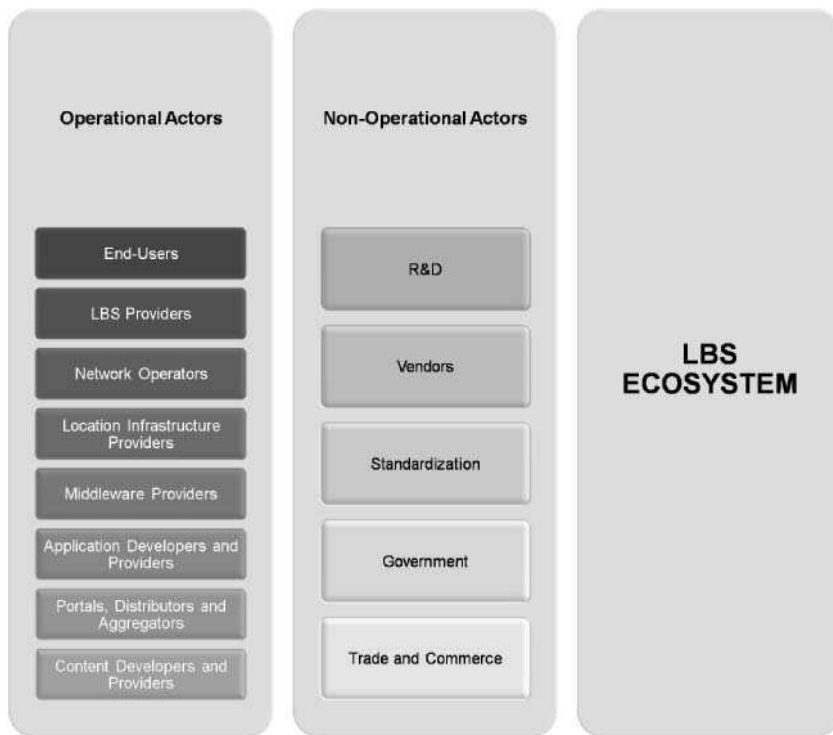 Operational Actors
End-Users
LBS Providers
Network Operators
Location Infrastructure
Providers
Middleware Providers
Application Developers and
Providers
Portals, Distributors and
Aggregators
Content Developers and
Providers
Non-Operational Actors
R&D
Vendors
Standardization
Government
Trade and Commerce
LBS
ECOSYSTEM